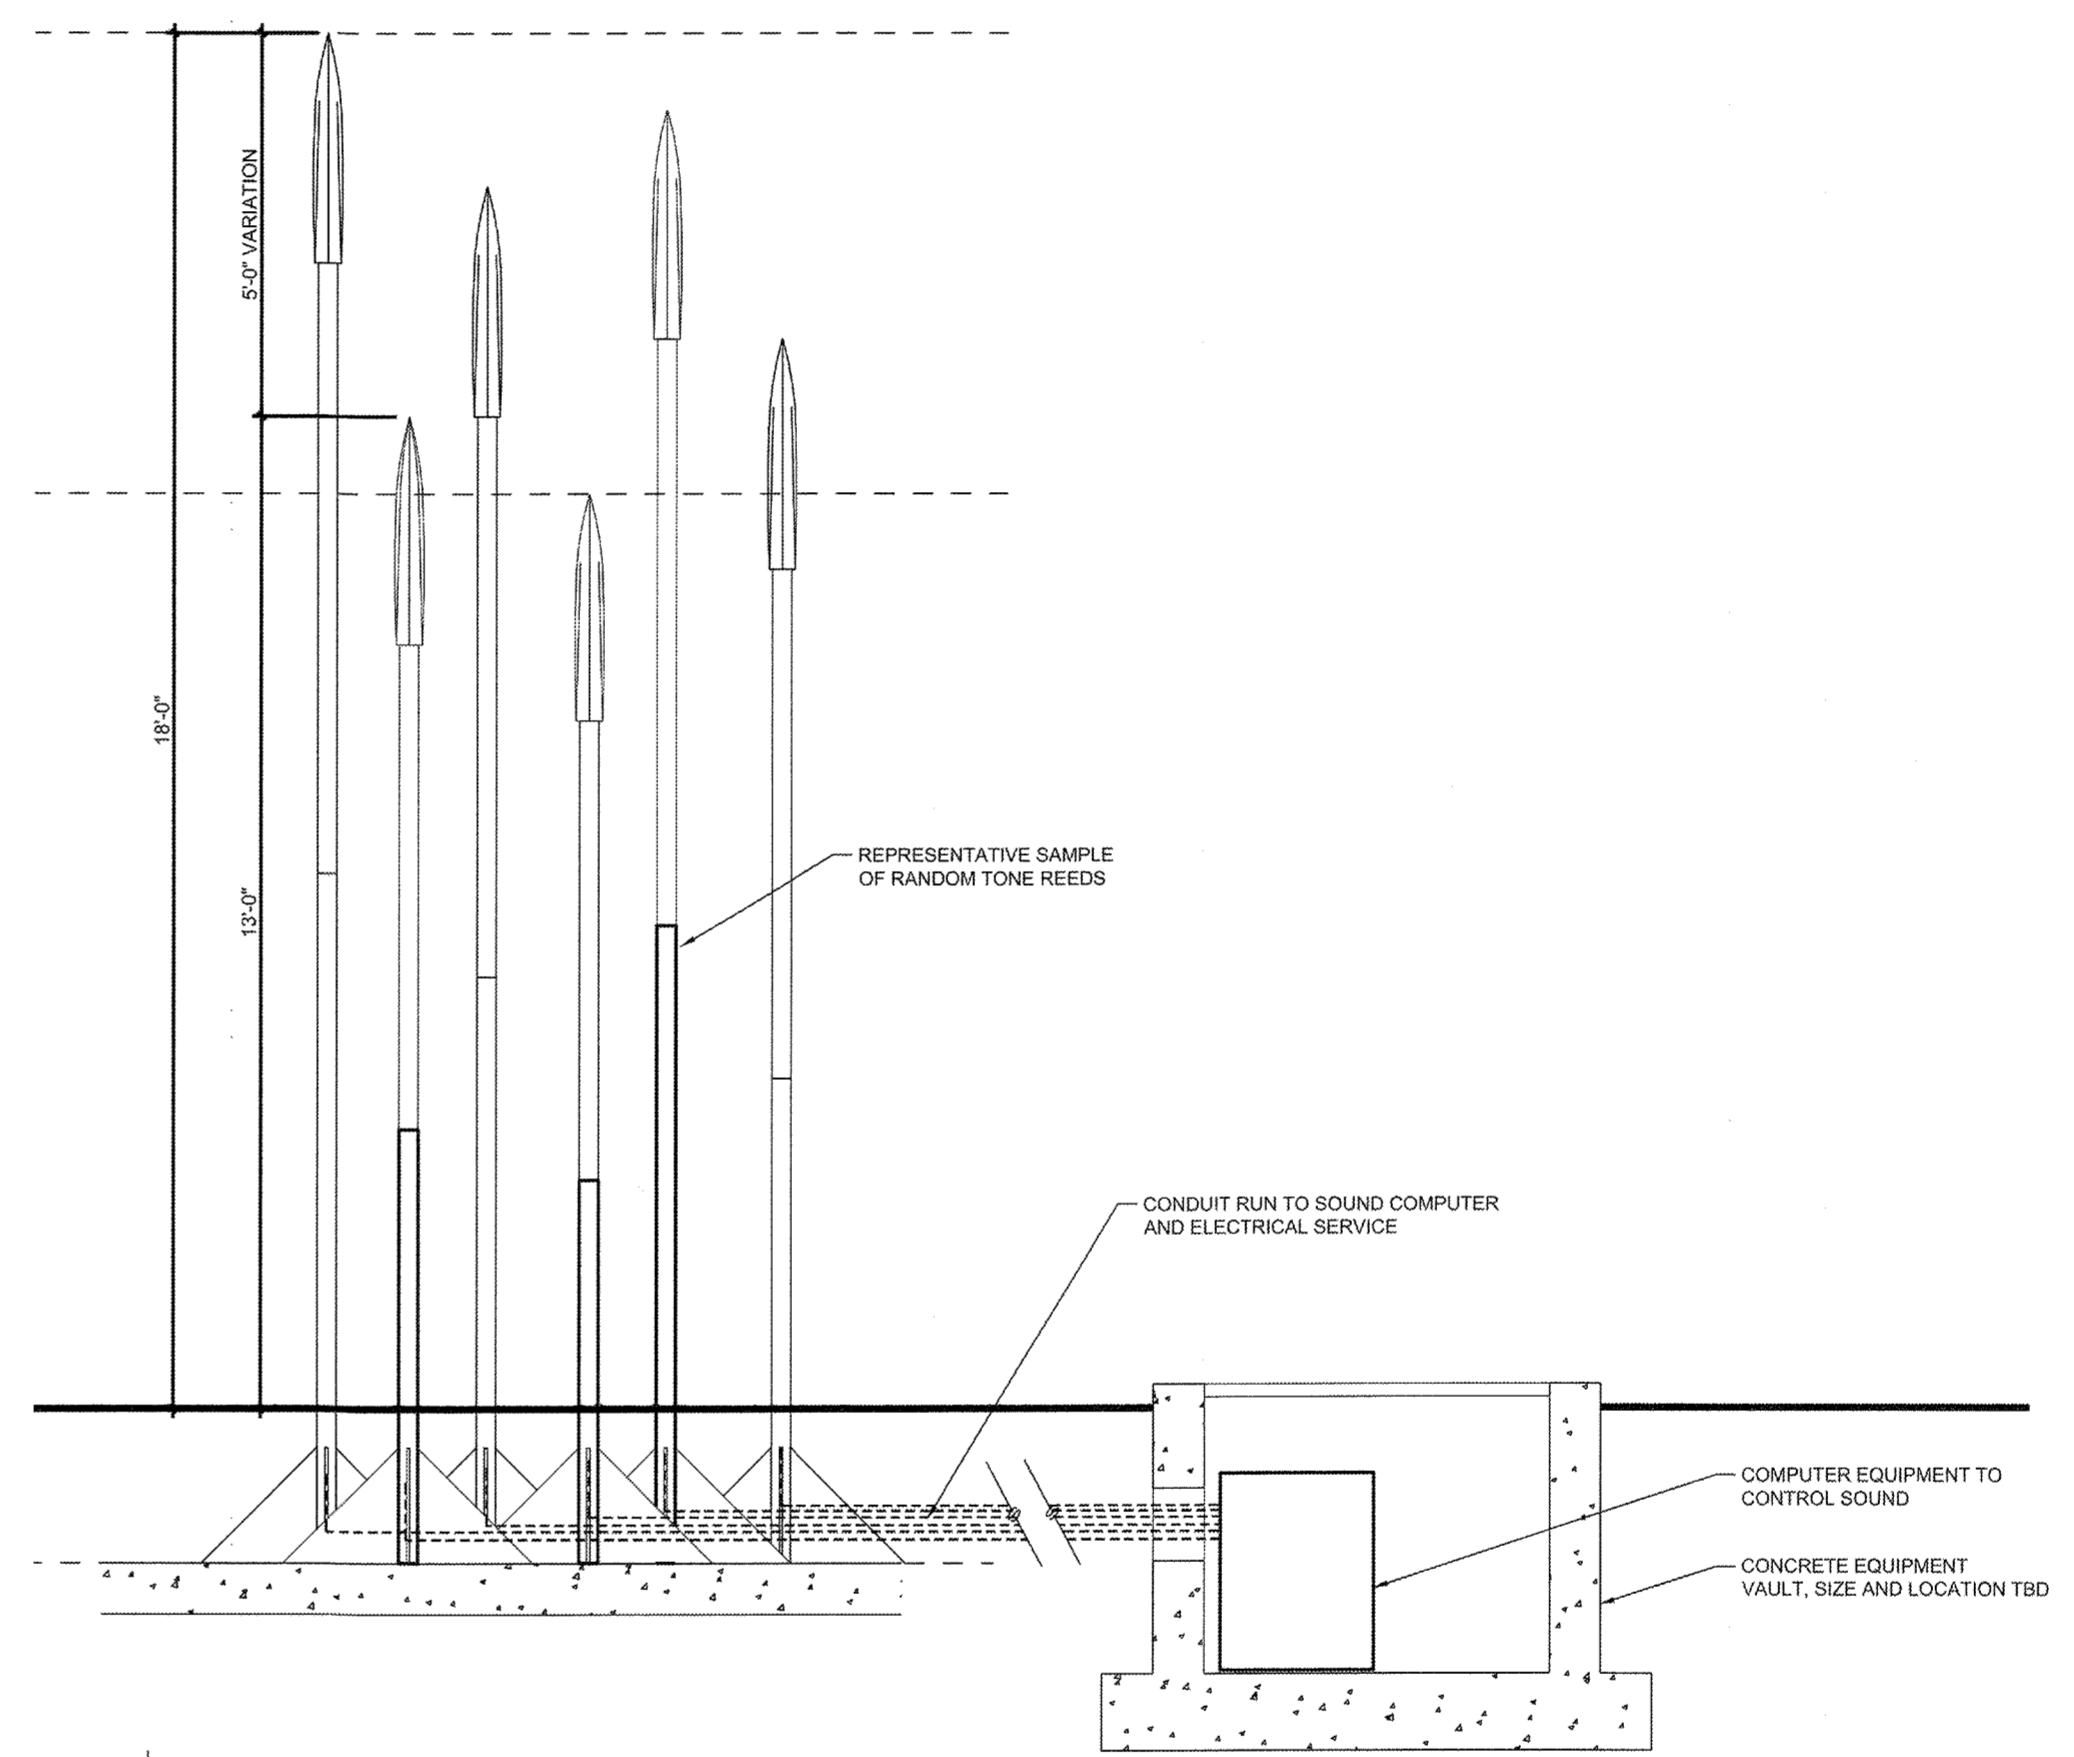 5'-0" VARIATION
18'-0"
13'-0"
REPRESENTATIVE SAMPLE
OF RANDOM TONE REEDS
CONDUIT RUN TO SOUND COMPUTER
AND ELECTRICAL SERVICE
COMPUTER EQUIPMENT TO
CONTROL SOUND
CONCRETE EQUIPMENT
VAULT, SIZE AND LOCATION TBD